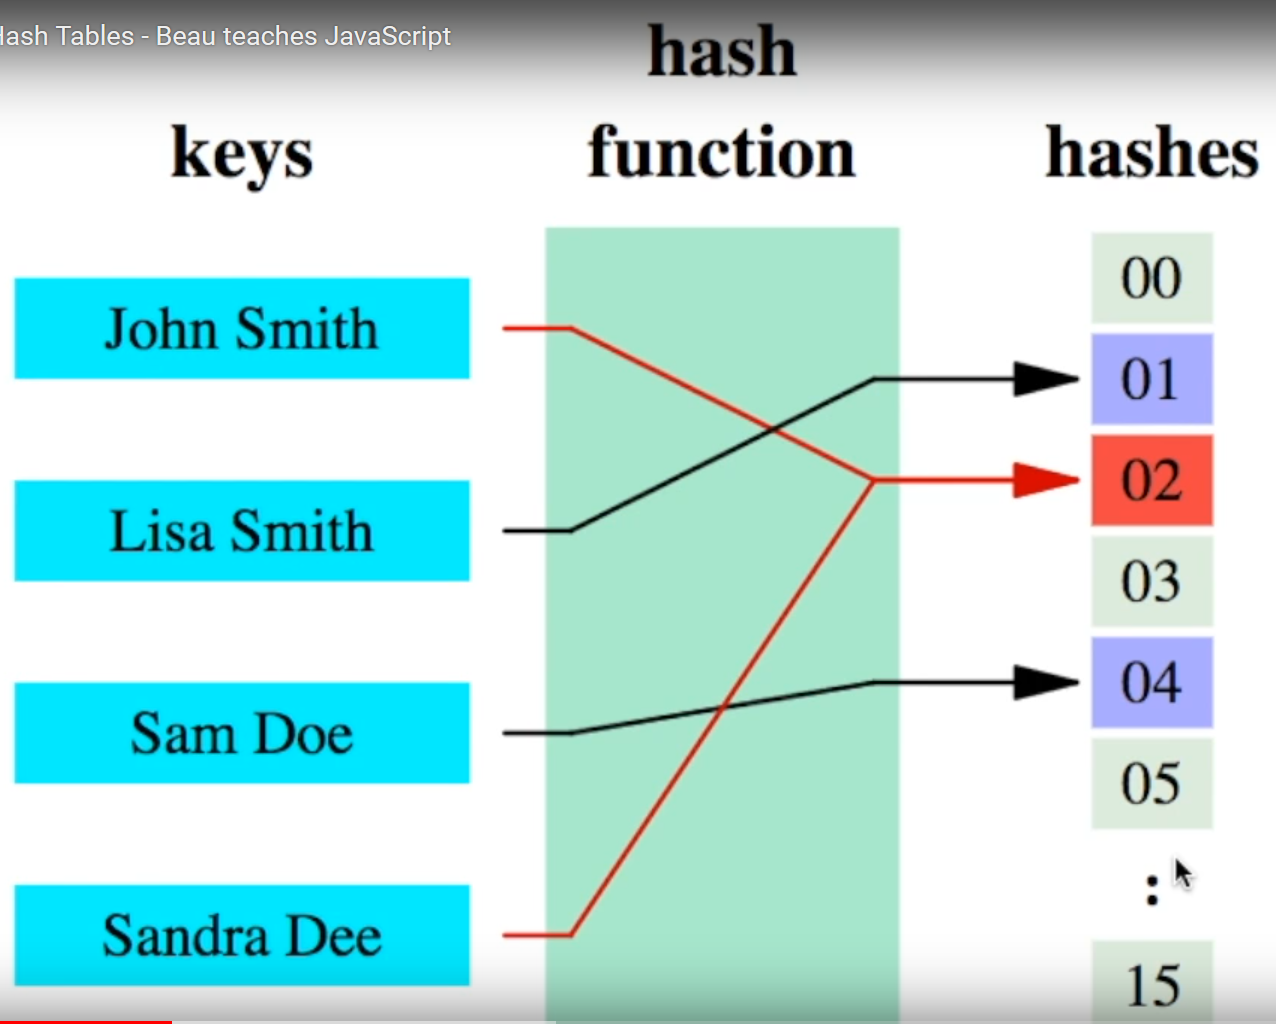 Hash Tables - Beau teaches JavaScript
hash
keys
function
hashes
John Smith
Lisa Smith
Sam Doe
Sandra Dee
00
01
02
03
04
05
:
15